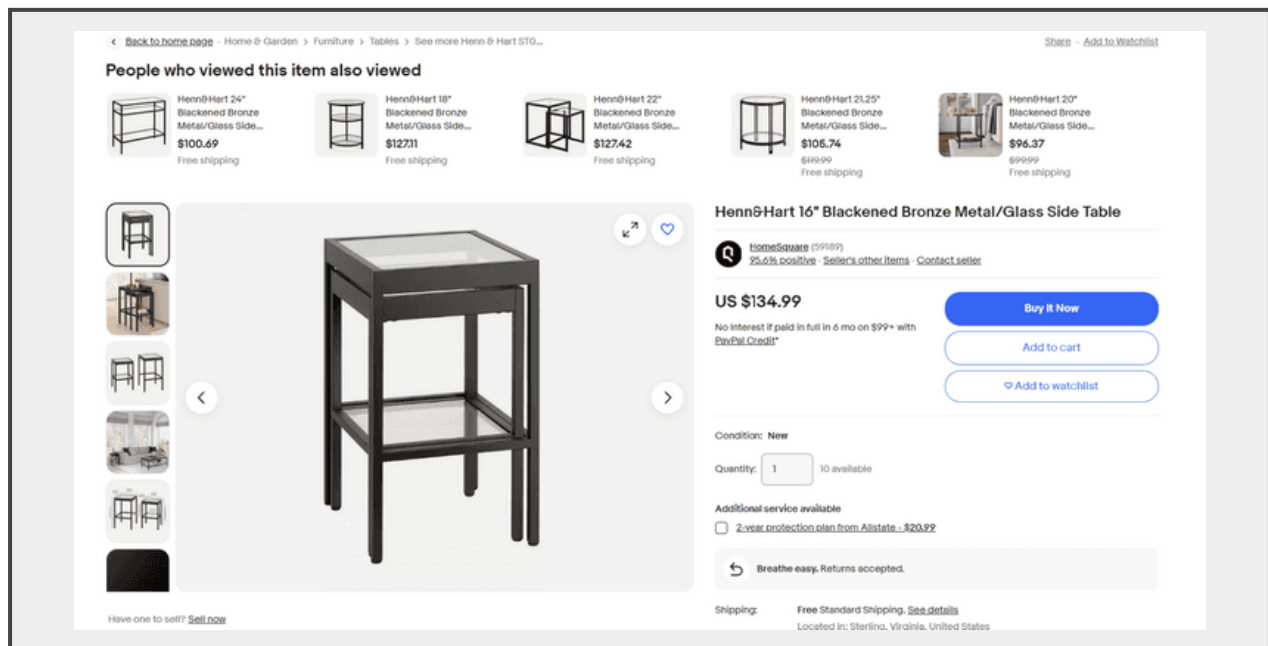 Back to home page - Home & Garden > Furniture > Tables > See more Henn & Hart STO...
Share - Add to Watchlist
People who viewed this item also viewed
Henn&Hart 24"
Blackened Bronze
Metal/Glass Side...
$100.69
Free shipping
Henn&Hart 18"
Blackened Bronze
Metal/Glass Side...
$127.11
Free shipping
Henn&Hart 22"
Blackened Bronze
Metal/Glass Side...
$127.42
Free shipping
Henn&Hart 21.25"
Blackened Bronze
Metal/Glass Side...
$105.74
$119.99
Free shipping
Henn&Hart 20"
Blackened Bronze
Metal/Glass Side...
$96.37
$99.99
Free shipping
Henn&Hart 16" Blackened Bronze Metal/Glass Side Table
HomeSquare (59189)
95.6% positive · Seller's other items · Contact seller
US $134.99
No Interest if paid in full in 6 mo on $99+ with
PayPal Credit*
Buy It Now
Add to cart
Add to watchlist
Condition: New
Quantity: 1 10 available
Additional service available
2-year protection plan from Allstate - $20.99
Breathe easy. Returns accepted.
Shipping: Free Standard Shipping. See details
Located in: Sterling, Virginia, United States
Have one to sell? Sell now